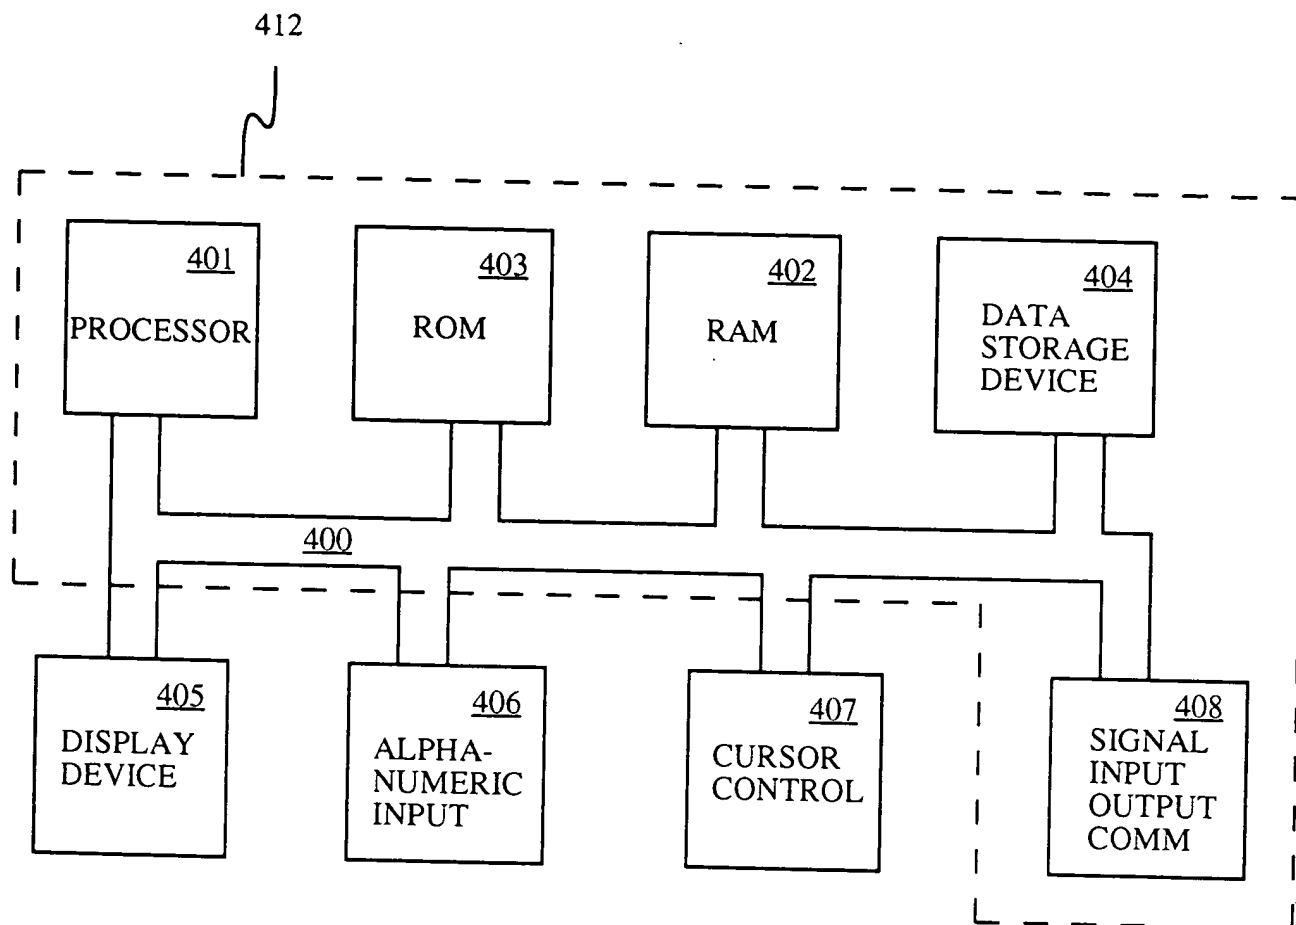 412
401
PROCESSOR
403
ROM
402
RAM
404
DATA
STORAGE
DEVICE
400
405
DISPLAY
DEVICE
406
ALPHA-
NUMERIC
INPUT
407
CURSOR
CONTROL
408
SIGNAL
INPUT
OUTPUT
COMM